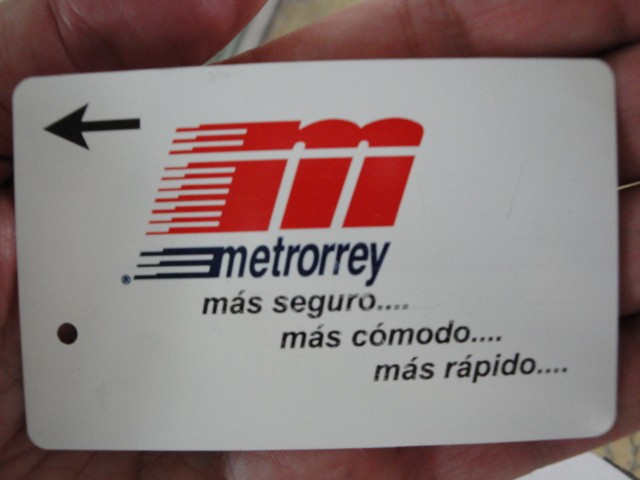 m
®metrorrey
más seguro....
más cómodo....
más rápido....